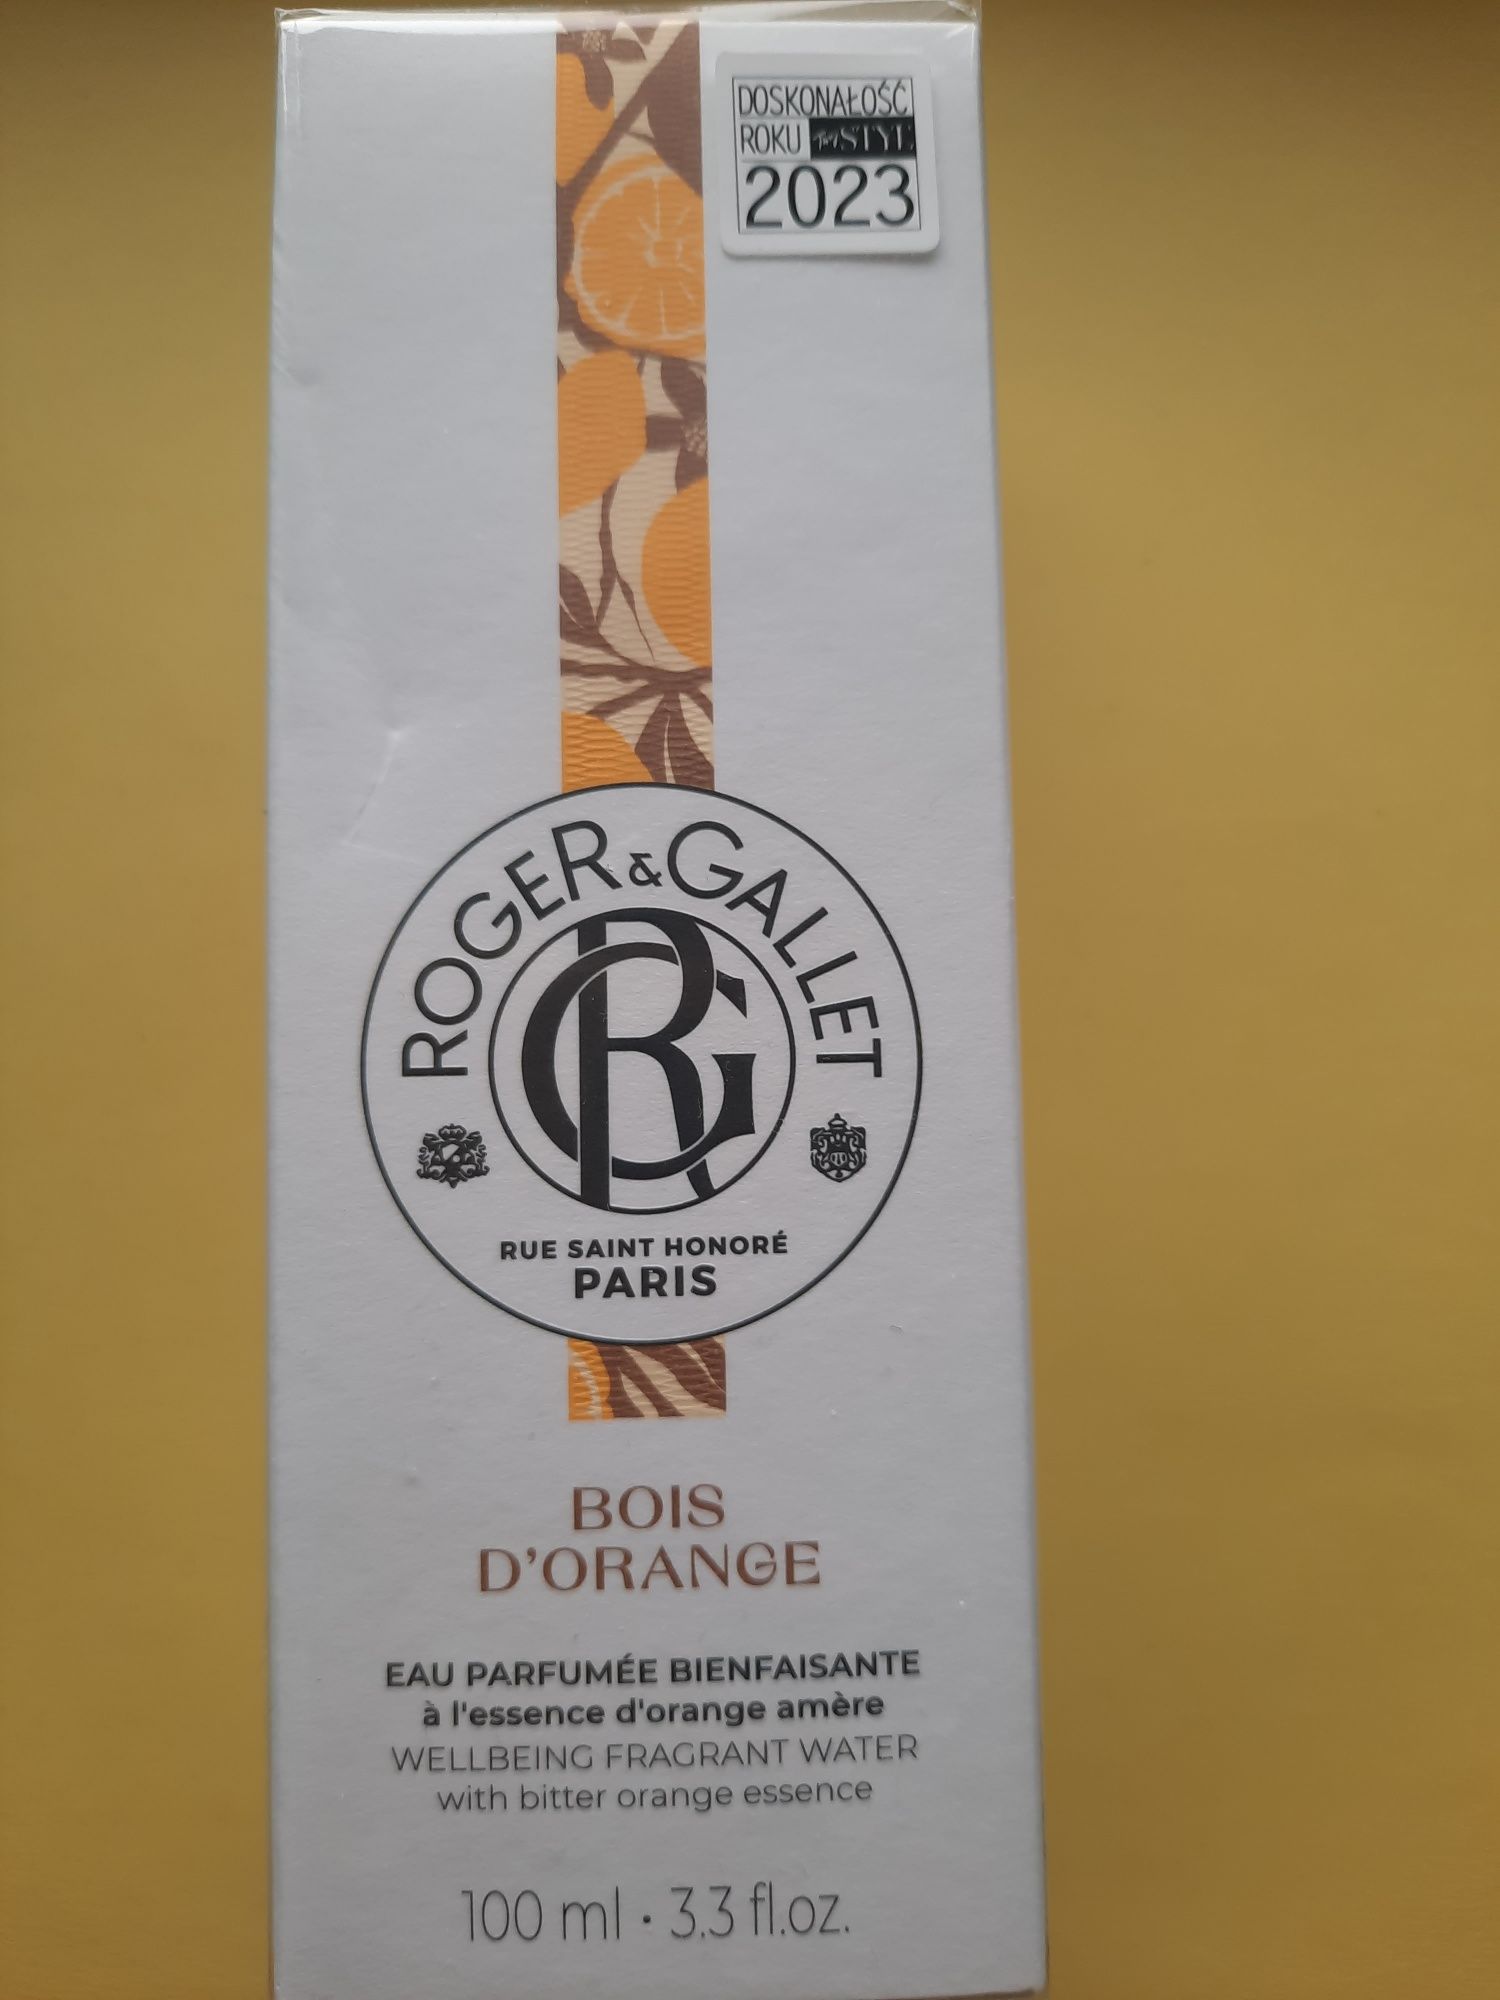 DOSKONAŁOŚĆ
ROKU
2023
ROGER & GALLET
RG
RUE SAINT HONORÉ
PARIS
BOIS
D'ORANGE
EAU PARFUMÉE BIENFAISANTE
à l'essence d'orange amère
WELLBEING FRAGRANT WATER
with bitter orange essence
100 ml · 3.3 fl.oz.